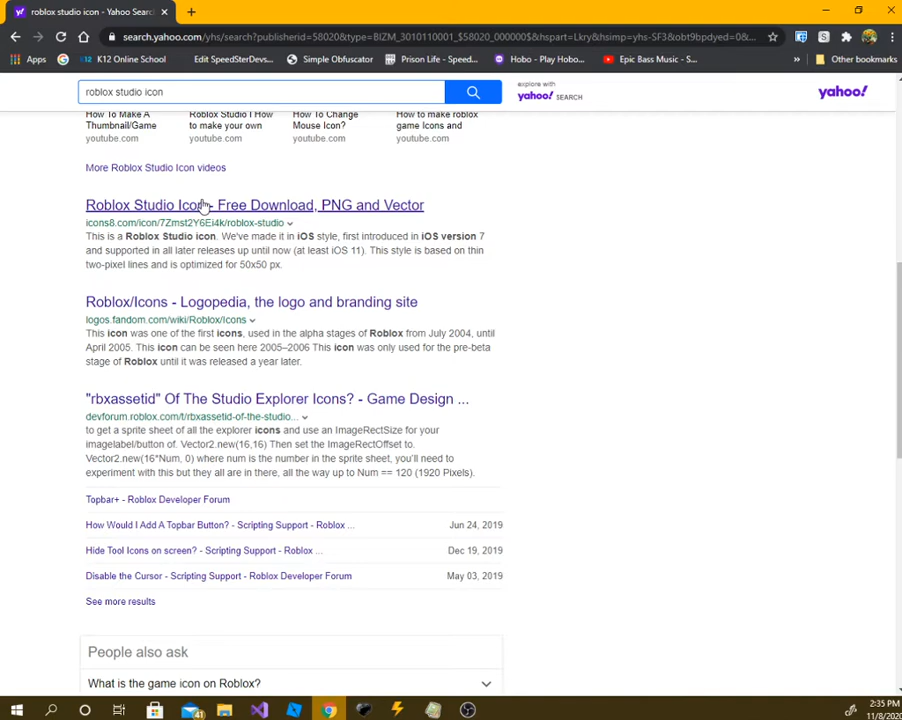 roblox studio icon - Yahoo Searc
search.yahoo.com/yhs/search?publisherid=58020&type=BIZM_3010110001_$58020_000000$&hspart=Lkry&hsimp=yhs-SF3&obt9bpdyed=0&...
Apps K12 Online School Edit SpeedSterDevs... Simple Obfuscator Prison Life - Speed... Hobo - Play Hobo... Epic Bass Music - S... » Other bookmarks
roblox studio icon
explore with
yahoo! SEARCH
yahoo!
How To Make A Roblox Studio I How How To Change How to make roblox
Thumbnail/Game to make your own Mouse Icon? game Icons and
youtube.com youtube.com youtube.com youtube.com
More Roblox Studio Icon videos
Roblox Studio Icon - Free Download, PNG and Vector
icons8.com/icon/7Zmst2Y6Ei4k/roblox-studio
This is a Roblox Studio icon. We've made it in iOS style, first introduced in iOS version 7
and supported in all later releases up until now (at least iOS 11). This style is based on thin
two-pixel lines and is optimized for 50x50 px.
Roblox/Icons - Logopedia, the logo and branding site
logos.fandom.com/wiki/Roblox/Icons
This icon was one of the first icons, used in the alpha stages of Roblox from July 2004, until
April 2005. This icon can be seen here 2005–2006 This icon was only used for the pre-beta
stage of Roblox until it was released a year later.
"rbxassetid" Of The Studio Explorer Icons? - Game Design ...
devforum.roblox.com/t/rbxassetid-of-the-studio...
to get a sprite sheet of all the explorer icons and use an ImageRectSize for your
imagelabel/button of. Vector2.new(16,16) Then set the ImageRectOffset to.
Vector2.new(16*Num, 0) where num is the number in the sprite sheet, you'll need to
experiment with this but they all are in there, all the way up to Num == 120 (1920 Pixels).
Topbar+ - Roblox Developer Forum
How Would I Add A Topbar Button? - Scripting Support - Roblox ... Jun 24, 2019
Hide Tool Icons on screen? - Scripting Support - Roblox ... Dec 19, 2019
Disable the Cursor - Scripting Support - Roblox Developer Forum May 03, 2019
See more results
People also ask
What is the game icon on Roblox?
41
2:35 PM
11/8/2020